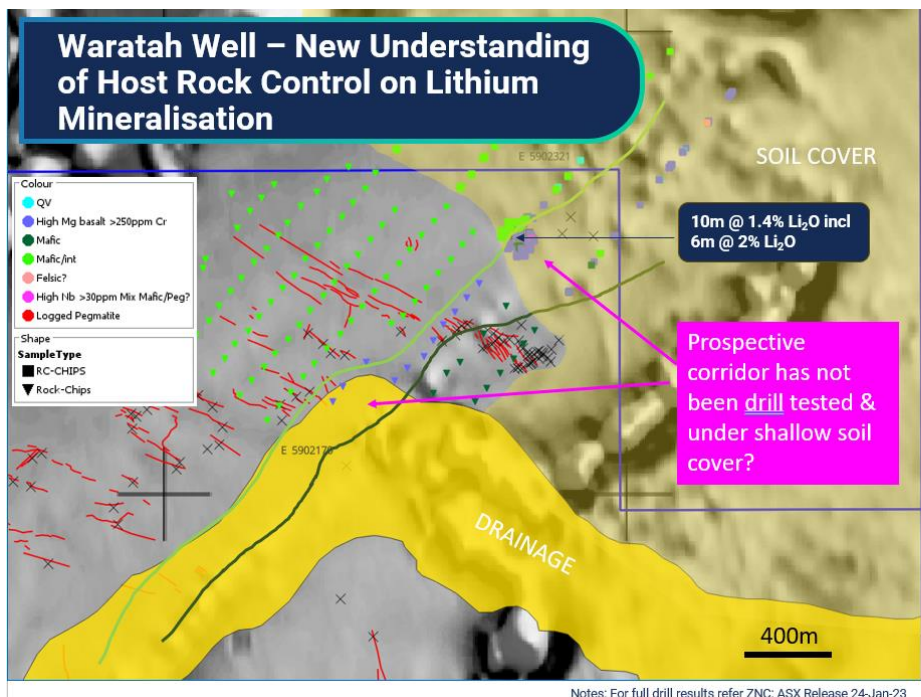 Waratah Well – New Understanding
of Host Rock Control on Lithium
Mineralisation
E 5902321
SOIL COVER
Colour
QV
High Mg basalt >250ppm Cr
Mafic
Mafic/int
Felsic?
High Nb >30ppm Mix Mafic/Peg?
Logged Pegmatite
Shape
SampleType
RC-CHIPS
Rock-Chips
10m @ 1.4% Li₂O incl
6m @ 2% Li₂O
Prospective
corridor has not
been drill tested &
under shallow soil
cover?
E 5902170
DRAINAGE
400m
Notes: For full drill results refer ZNC: ASX Release 24-Jan-23